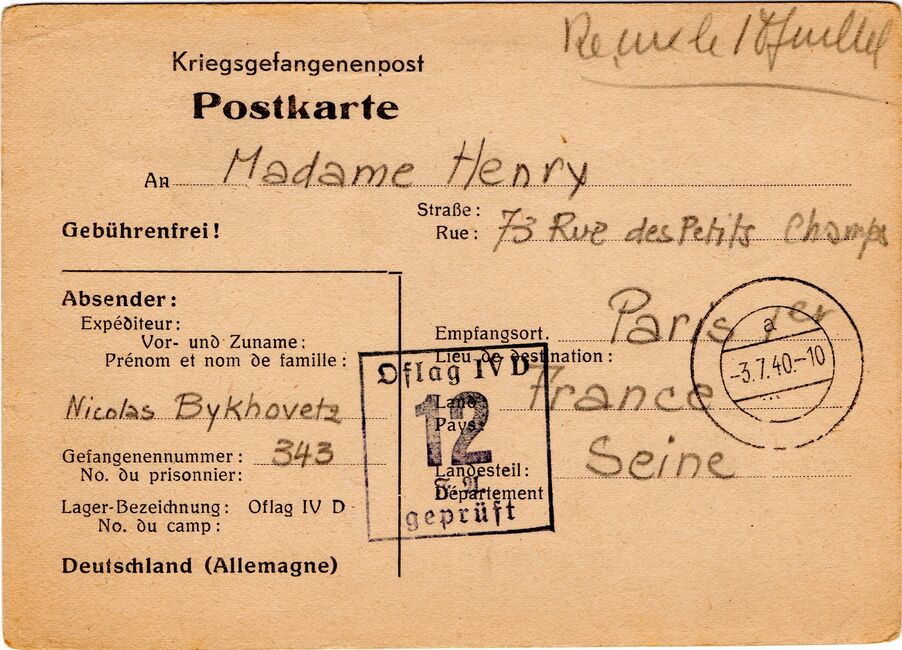 Kriegsgefangenenpost
Postkarte
An Madame Henry
Gebührenfrei!
Straße:
Rue: 73 Rue des Petits Champs
Absender:
Expéditeur:
Vor- und Zuname:
Prénom et nom de famille:
Nicolas Bykhovetz
Gefangenennummer: 343
No. du prisonnier:
Lager-Bezeichnung: Oflag IV D
No. du camp:
Deutschland (Allemagne)
Empfangsort Paris 1er
Lieu de destination:
Land France
Pays:
Landesteil: Seine
Département
Oflag IV D
12
geprüft
a
-3.7.40.-10